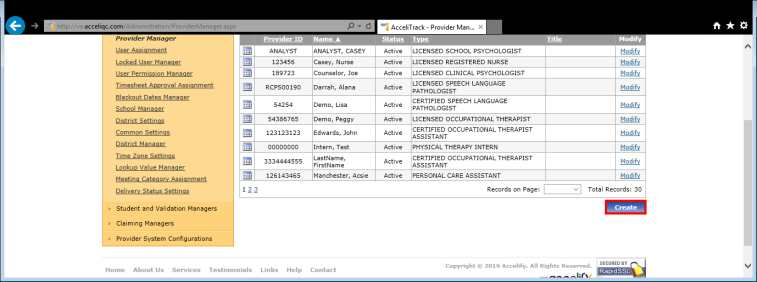 http://ve.acceliqc.com/Administration/ProviderManager.aspx
AcceliTrack - Provider Man...
Provider Manager
User Assignment
Locked User Manager
User Permission Manager
Timesheet Approval Assignment
Blackout Dates Manager
School Manager
District Settings
Common Settings
District Manager
Time Zone Settings
Lookup Value Manager
Meeting Category Assignment
Delivery Status Settings
Student and Validation Managers
Claiming Managers
Provider System Configurations
Provider ID Name ▲ Status Type Title Modify
ANALYST ANALYST, CASEY Active LICENSED SCHOOL PSYCHOLOGIST Modify
123456 Casey, Nurse Active LICENSED REGISTERED NURSE Modify
189723 Counselor, Joe Active LICENSED CLINICAL PSYCHOLOGIST Modify
RCPS00190 Darrah, Alana Active LICENSED SPEECH LANGUAGE PATHOLOGIST Modify
54254 Demo, Lisa Active CERTIFIED SPEECH LANGUAGE PATHOLOGIST Modify
54386765 Demo, Peggy Active LICENSED OCCUPATIONAL THERAPIST Modify
123123123 Edwards, John Active CERTIFIED OCCUPATIONAL THERAPIST ASSISTANT Modify
00000000 Intern, Test Active PHYSICAL THERAPY INTERN Modify
3334444555 LastName, FirstName Active CERTIFIED OCCUPATIONAL THERAPIST ASSISTANT Modify
126143465 Manchester, Acsie Active PERSONAL CARE ASSISTANT Modify
1 2 3 Records on Page: Total Records: 30
Create
Home About Us Services Testimonials Links Help Contact
Copyright © 2014 Accelify. All Rights Reserved.
SECURED BY
RapidSSL